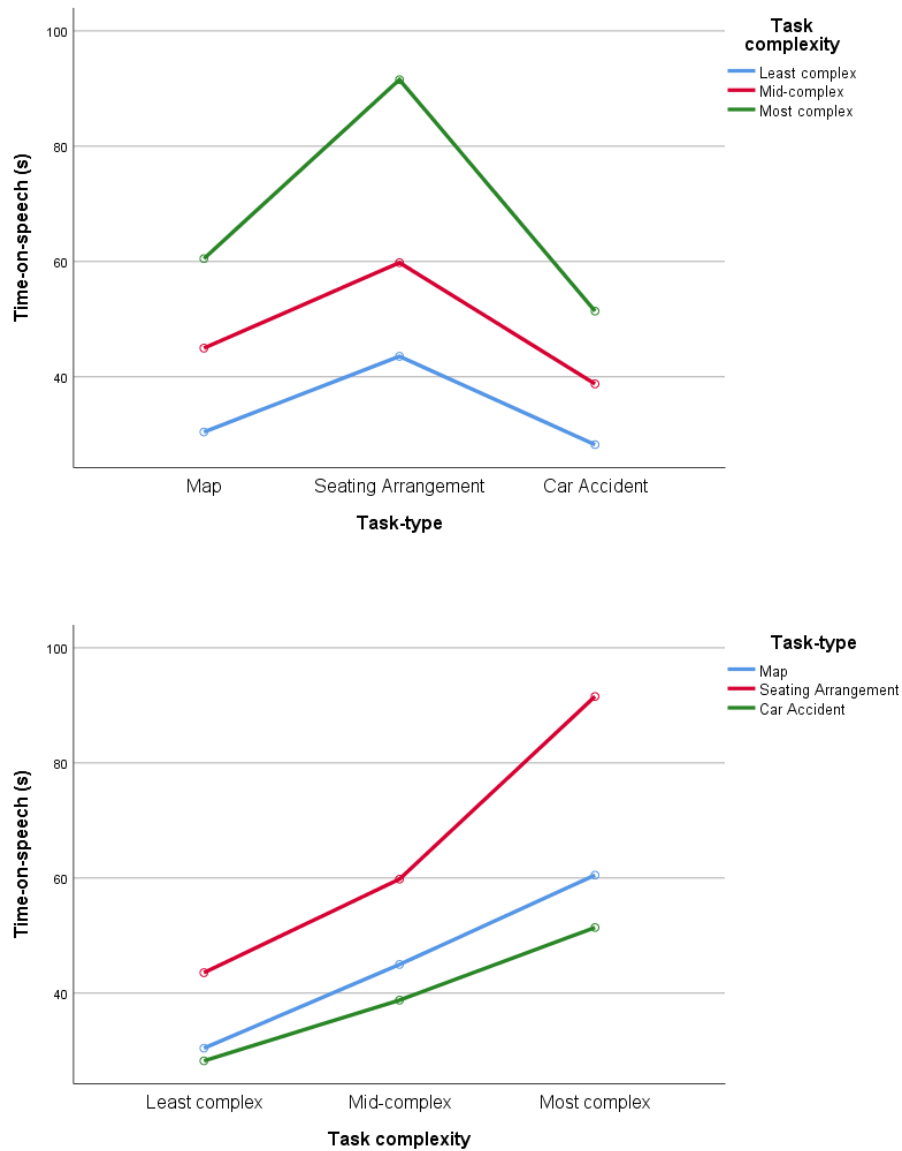 Task
complexity
Least complex
Mid-complex
Most complex
Time-on-speech (s)
100
80
60
40
Map Seating Arrangement Car Accident
Task-type
Task-type
Map
Seating Arrangement
Car Accident
Time-on-speech (s)
100
80
60
40
Least complex Mid-complex Most complex
Task complexity